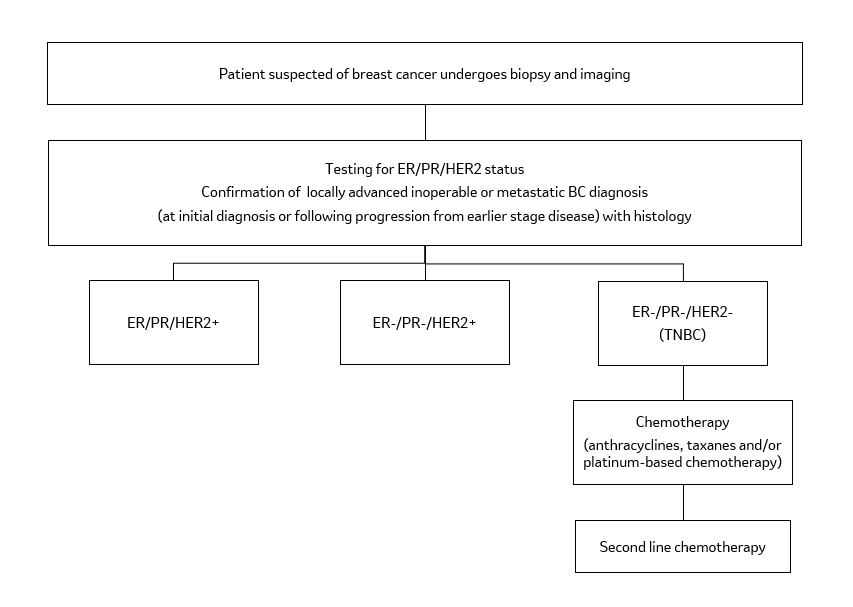 Patient suspected of breast cancer undergoes biopsy and imaging
Testing for ER/PR/HER2 status
Confirmation of locally advanced inoperable or metastatic BC diagnosis
(at initial diagnosis or following progression from earlier stage disease) with histology
ER/PR/HER2+
ER-/PR-/HER2+
ER-/PR-/HER2-
(TNBC)
Chemotherapy
(anthracyclines, taxanes and/or
platinum-based chemotherapy)
Second line chemotherapy